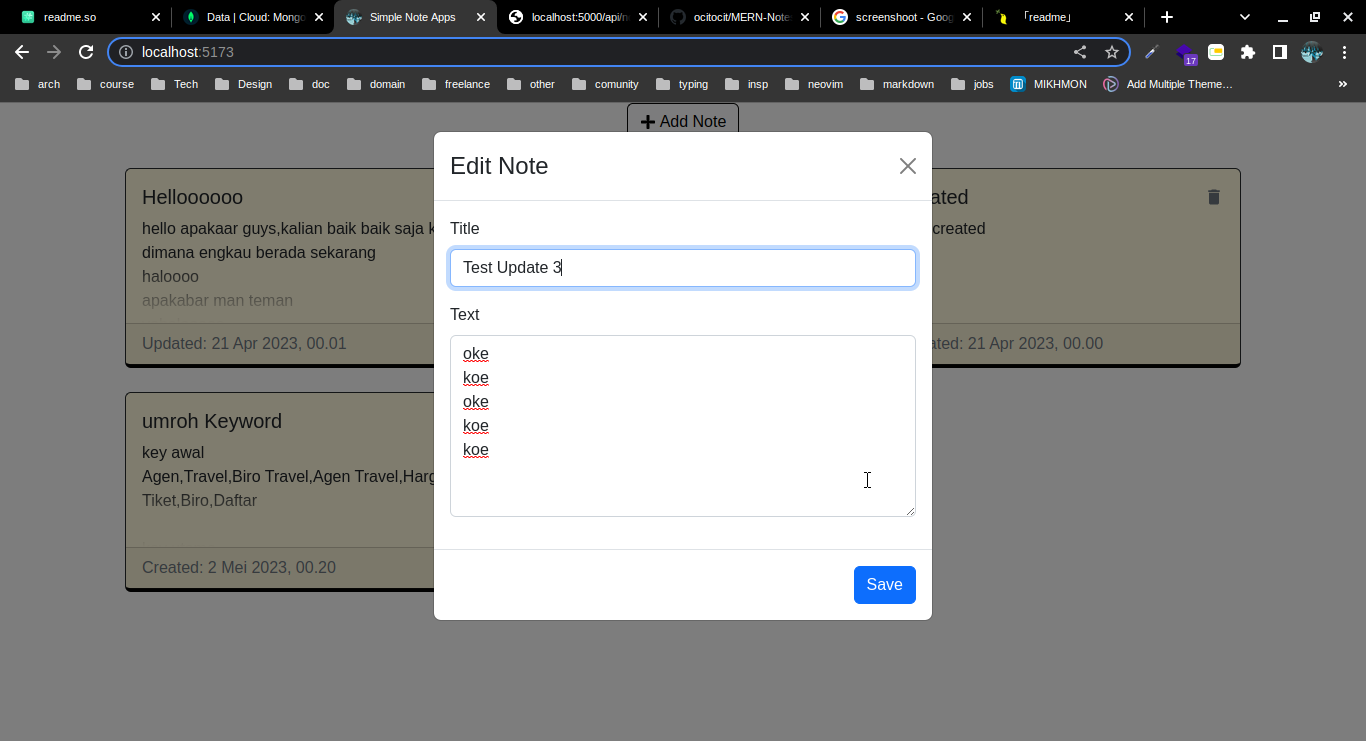 readme.so
Data | Cloud: Mongo
Simple Note Apps
localhost:5000/api/n
ocitocit/MERN-Note
screenshoot - Goog
「readme」
localhost:5173
17
arch
course
Tech
Design
doc
domain
freelance
other
comunity
typing
insp
neovim
markdown
jobs
MIKHMON
Add Multiple Theme…
Add Note
Edit Note
Title
Test Update 3
Text
oke
koe
oke
koe
koe
Save
Helloooooo
hello apakaar guys,kalian baik baik saja k
dimana engkau berada sekarang
haloooo
apakabar man teman
Updated: 21 Apr 2023, 00.01
ated
created
ated: 21 Apr 2023, 00.00
umroh Keyword
key awal
Agen,Travel,Biro Travel,Agen Travel,Harg
Tiket,Biro,Daftar
Created: 2 Mei 2023, 00.20